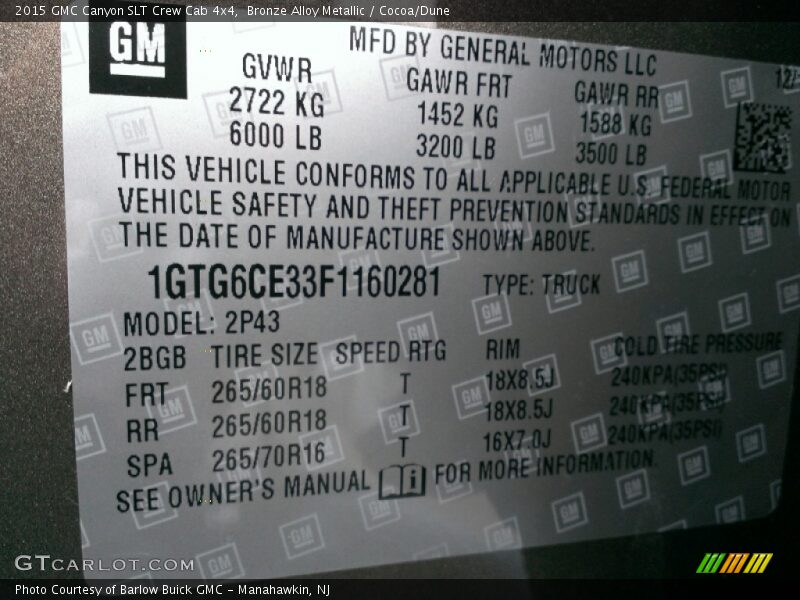 2015 GMC Canyon SLT Crew Cab 4x4, Bronze Alloy Metallic / Cocoa/Dune
GM
MFD BY GENERAL MOTORS LLC
GVWR GAWR FRT GAWR RR
2722 KG 1452 KG 1588 KG
6000 LB 3200 LB 3500 LB
THIS VEHICLE CONFORMS TO ALL APPLICABLE U.S. FEDERAL MOTOR
VEHICLE SAFETY AND THEFT PREVENTION STANDARDS IN EFFECT ON
THE DATE OF MANUFACTURE SHOWN ABOVE.
1GTG6CE33F1160281 TYPE: TRUCK
MODEL: 2P43
2BGB TIRE SIZE SPEED RTG RIM COLD TIRE PRESSURE
FRT 265/60R18 T 18X8.5J 240KPA(35PSI)
RR 265/60R18 T 18X8.5J 240KPA(35PSI)
SPA 265/70R16 T 16X7.0J 240KPA(35PSI)
SEE OWNER'S MANUAL FOR MORE INFORMATION.
GTCARLOT.COM
Photo Courtesy of Barlow Buick GMC – Manahawkin, NJ